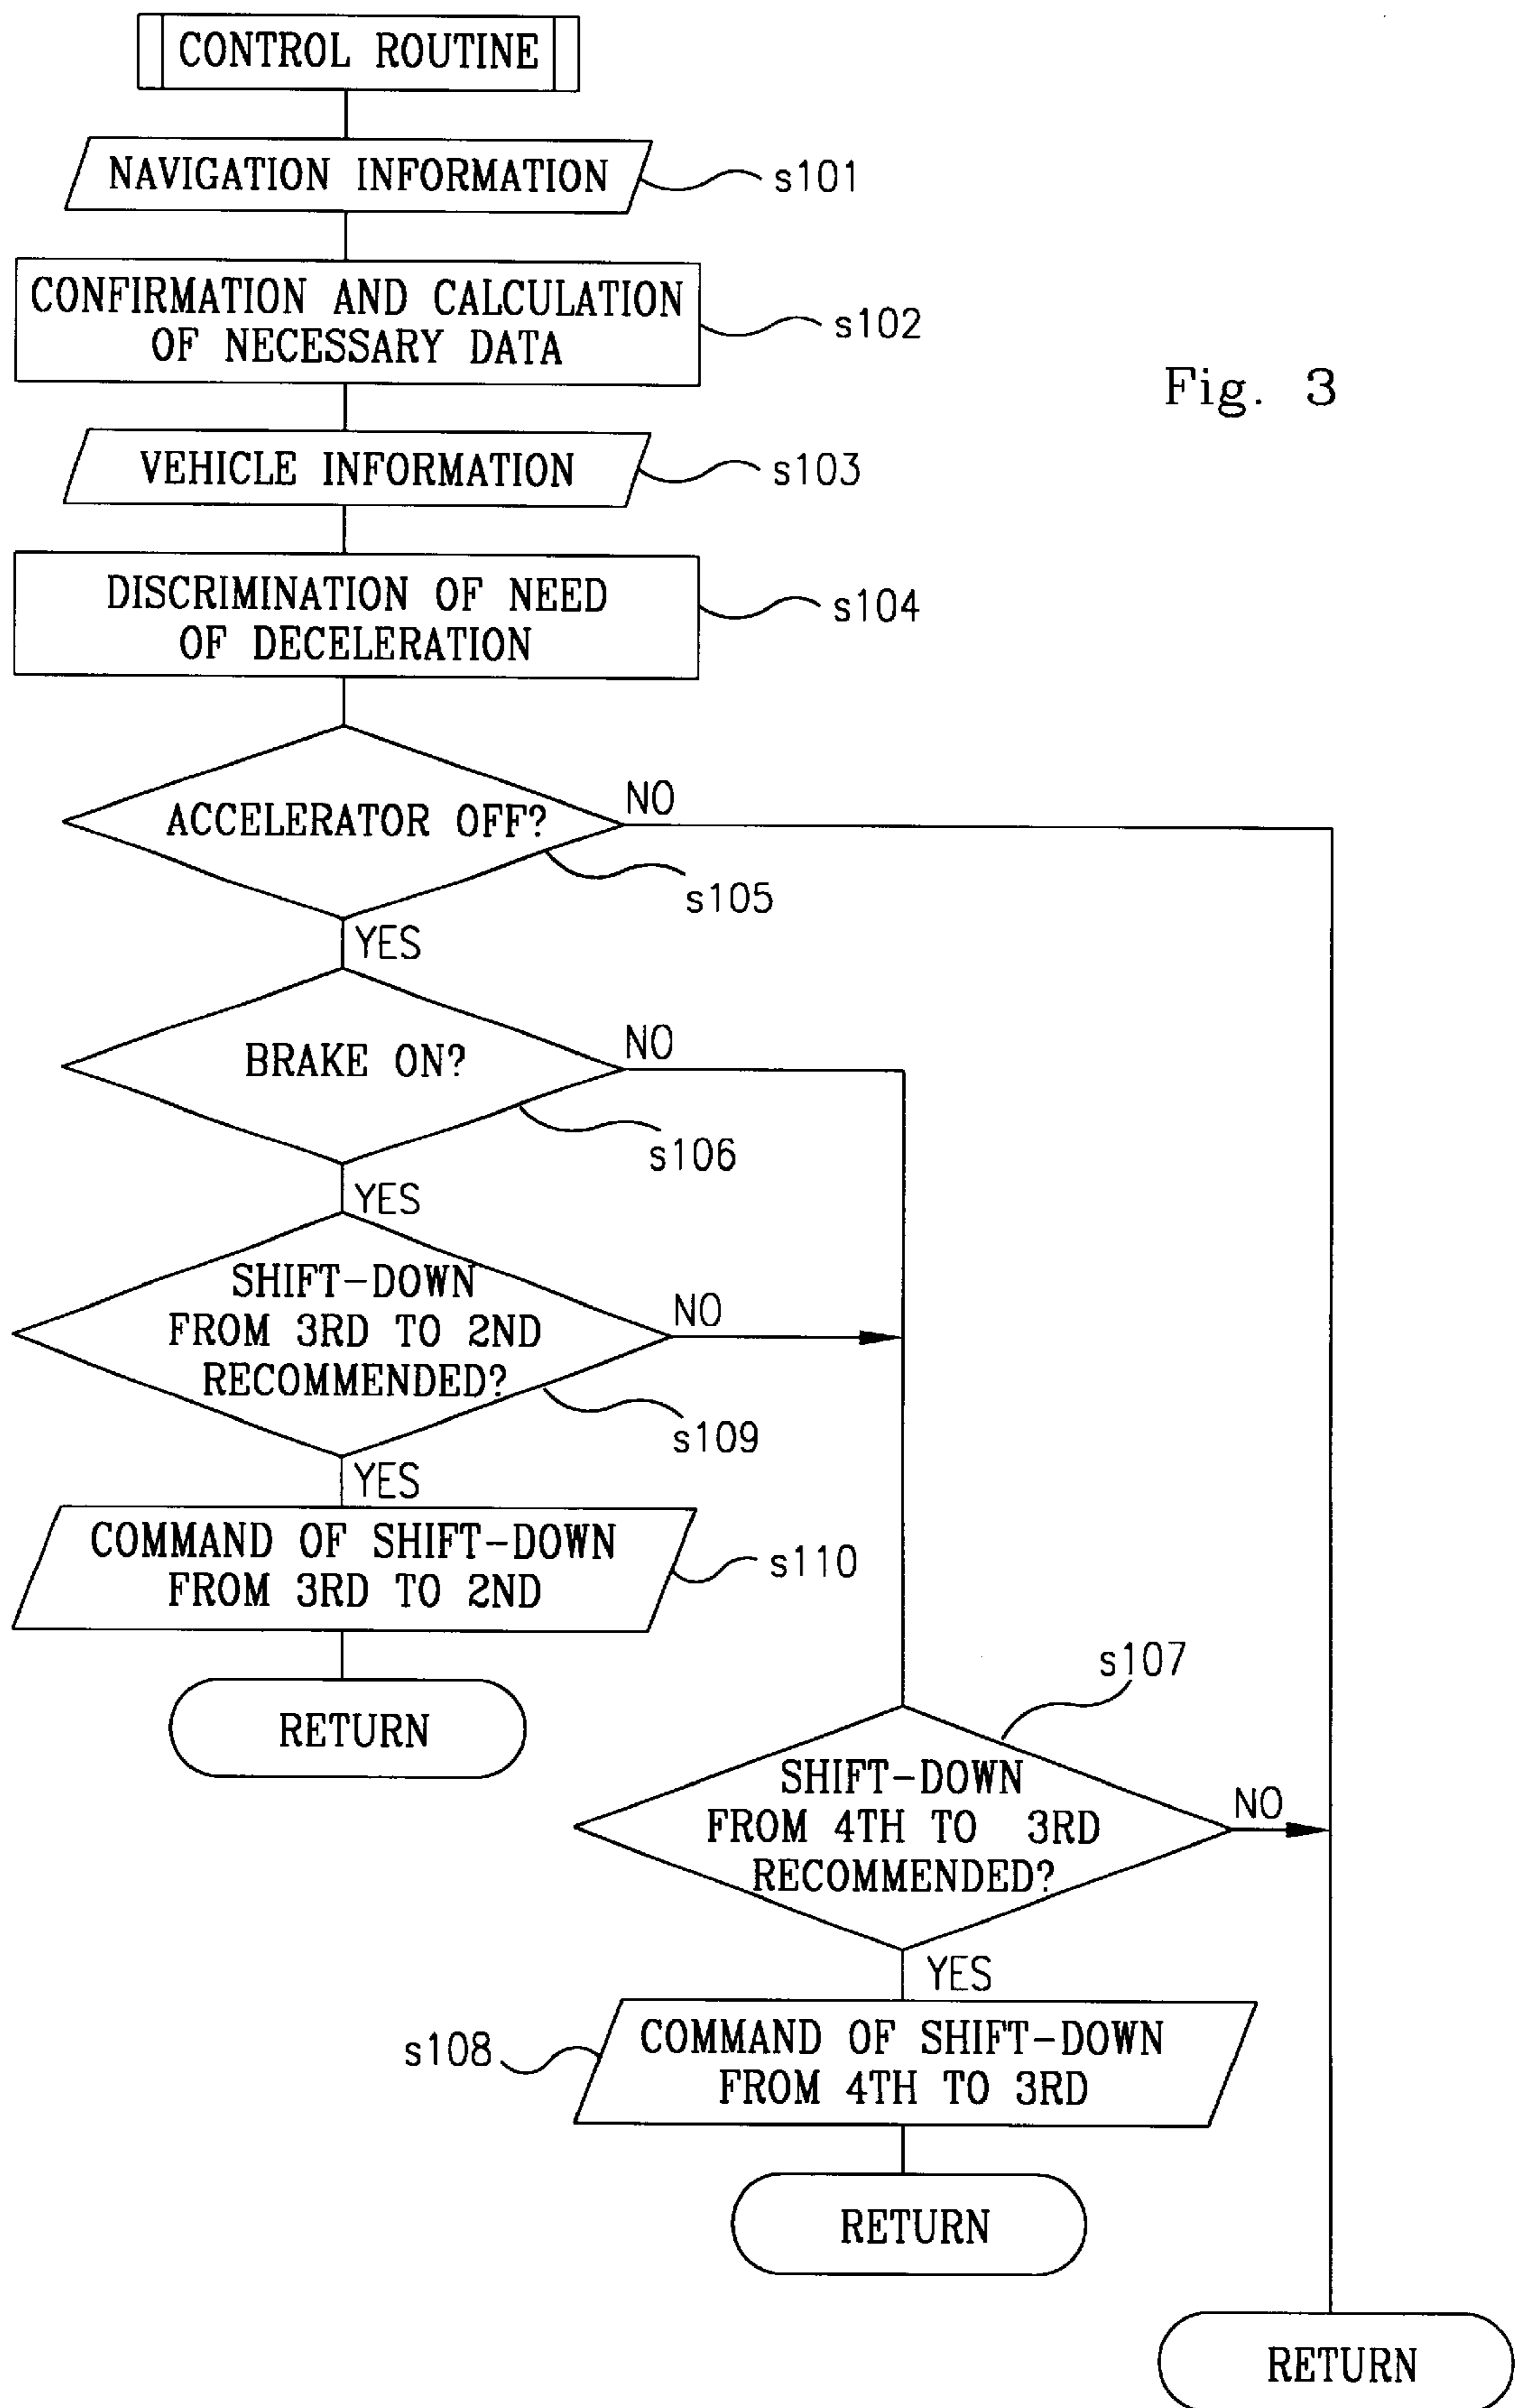 CONTROL ROUTINE
NAVIGATION INFORMATION
s101
CONFIRMATION AND CALCULATION
OF NECESSARY DATA
s102
Fig. 3
VEHICLE INFORMATION
s103
DISCRIMINATION OF NEED
OF DECELERATION
s104
ACCELERATOR OFF?
NO
s105
YES
BRAKE ON?
NO
s106
YES
SHIFT-DOWN
FROM 3RD TO 2ND
RECOMMENDED?
NO
s109
YES
COMMAND OF SHIFT-DOWN
FROM 3RD TO 2ND
s110
RETURN
s107
SHIFT-DOWN
FROM 4TH TO 3RD
RECOMMENDED?
NO
YES
s108
COMMAND OF SHIFT-DOWN
FROM 4TH TO 3RD
RETURN
RETURN